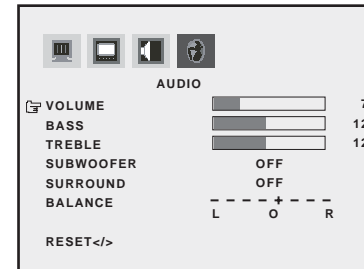 AUDIO
VOLUME 7
BASS 12
TREBLE 12
SUBWOOFER OFF
SURROUND OFF
BALANCE - - - - + - - - -
L O R
RESET</>